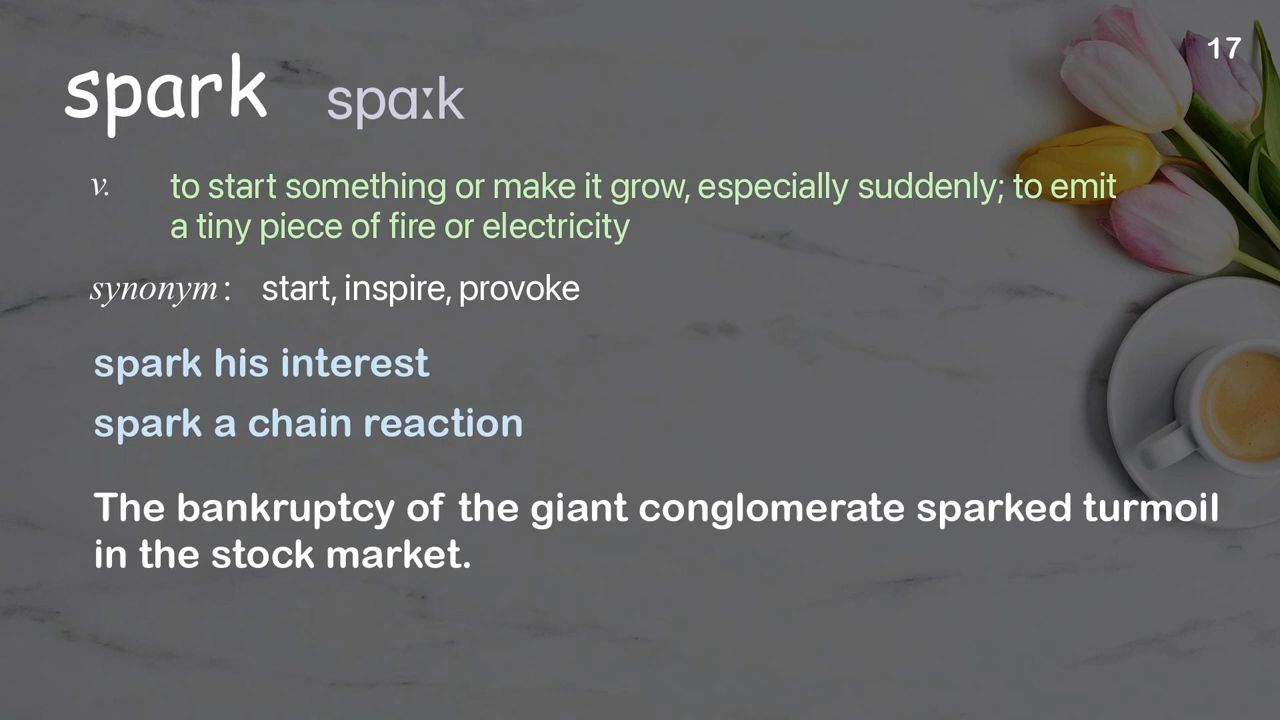 17
spark spɑːk
v. to start something or make it grow, especially suddenly; to emit
a tiny piece of fire or electricity
synonym : start, inspire, provoke
spark his interest
spark a chain reaction
The bankruptcy of the giant conglomerate sparked turmoil
in the stock market.